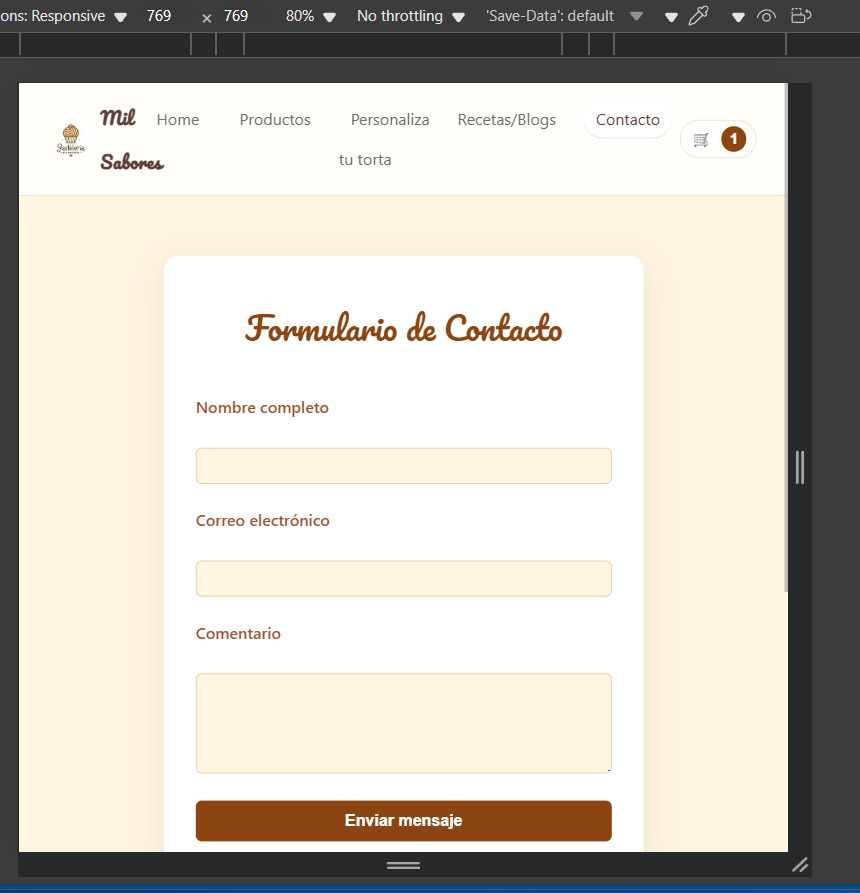 ons: Responsive 769 × 769 80% No throttling 'Save-Data': default
Mil Home Productos Personaliza Recetas/Blogs Contacto
1
Sabores tu torta
Formulario de Contacto
Nombre completo
Correo electrónico
Comentario
Enviar mensaje